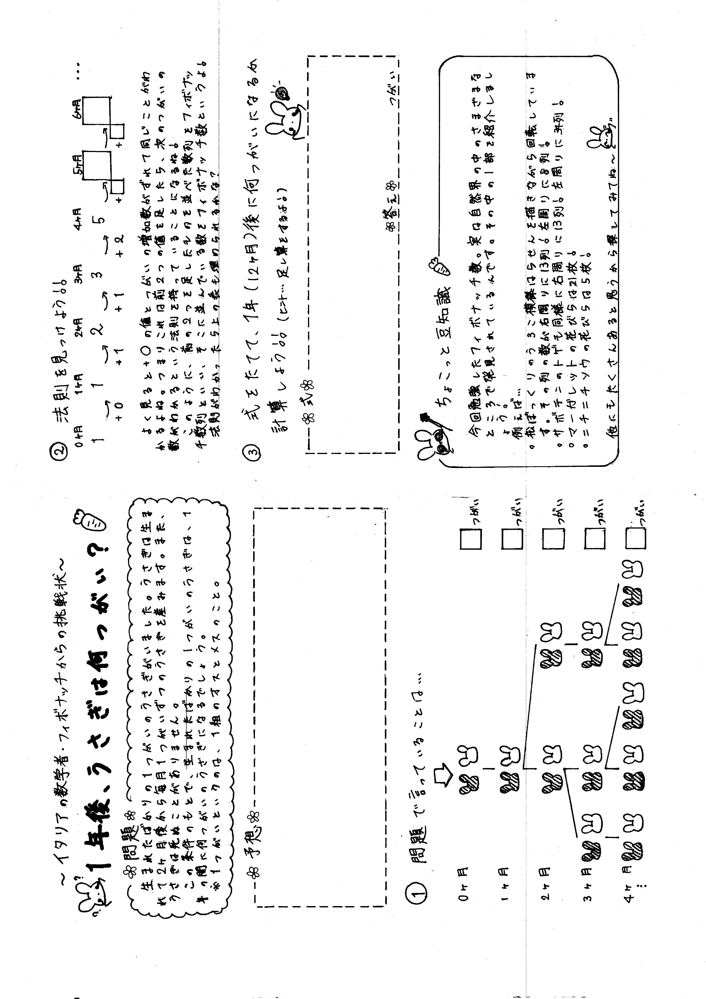 ～イタリアの数学者・フィボナッチからの挑戦状～
1年後、うさぎは何つがい？
問題
生まれたばかりの1つがいのうさぎがいました。うさぎは生ま
れて2ヶ月後から毎月1つがいずつのうさぎを産みます。また、
うさぎは死ぬことがありません。
この条件のもとで、生まれたばかりの1つがいのうさぎは、1
年の間に何つがいのうさぎになるでしょう。
※1つがいというのは、1組のオスとメスのこと。
予想
① 問題で言っていることは…
0ヶ月 つがい
1ヶ月 つがい
2ヶ月 つがい
3ヶ月 つがい
4ヶ月 つがい
⋮
② 法則を見つけよう!!
0ヶ月 1ヶ月 2ヶ月 3ヶ月 4ヶ月 5ヶ月 6ヶ月
1 1 2 3 5 …
+0 +1 +1 +2 + +
よく見ると+○の値とつがいの増加数がずれて同じことがわ
かるよね。つまりこれは前2つの値を足したら、次のつがいの
数がわかるという法則を持っていることになるね!
このように、前の2つを足したものを並べた数列をフィボナッ
チ数列といい、そこに並んでいる数をフィボナッチ数というよ!
法則がわかったら上の表も埋められるかな?
③ 式をたてて、1年(12ヶ月)後に何つがいになるか
計算しよう!! (ヒント…足し算をするよ!)
式
答え つがい
ちょこっと豆知識
今回勉強したフィボナッチ数。実は自然界の中のさまざまな
ところで発見されているんです。その中の1部を紹介しまし
ょう!
例えば…
○松ぼっくりのうろこ模様はらせんを描きながら回転していま
す。その列の数が右周りに13列!左周りに8列!!
○サボテンのトゲも同様に右周りに13列!。左周りに 列!。
○マーガレットの花びらは21枚!
○ニチニチソウの花びらは5枚!。
他にもたくさんあると思うから探してみてね～